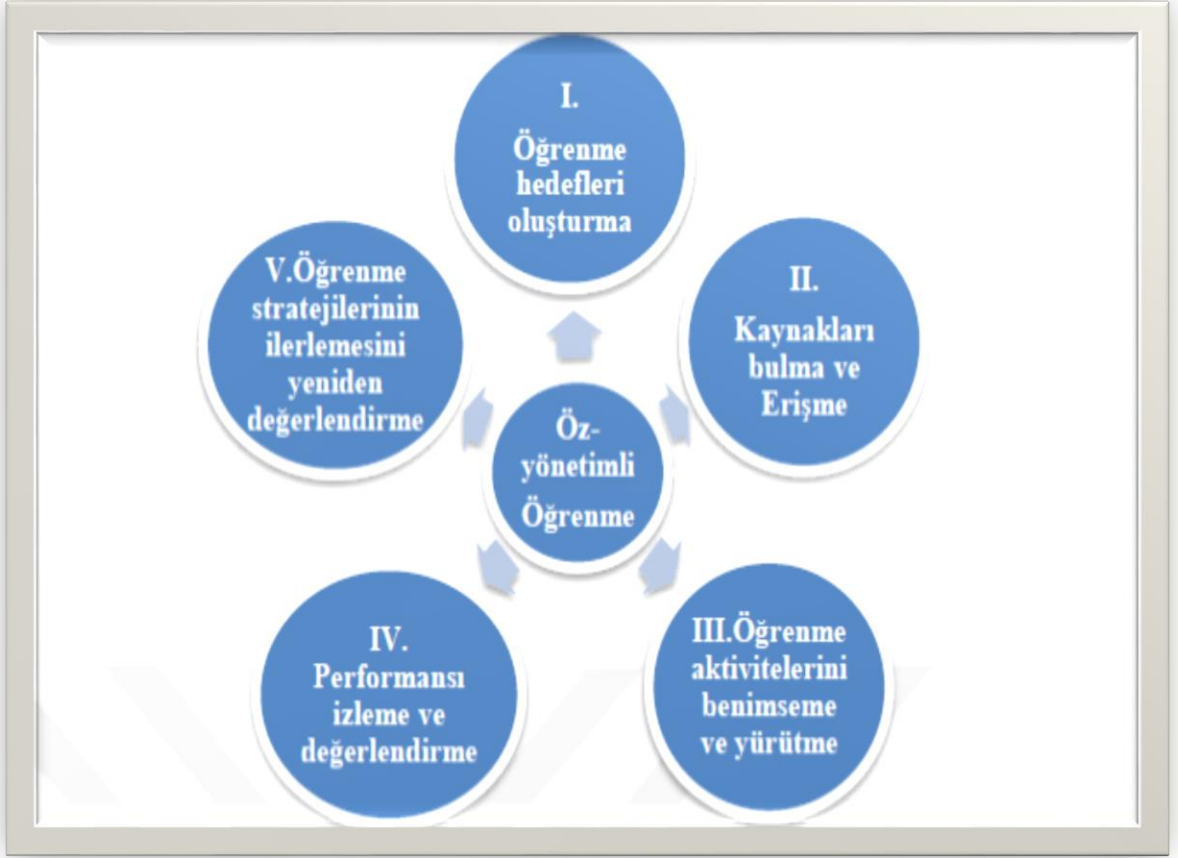 I.
Öğrenme
hedefleri
oluşturma
II.
Kaynakları
bulma ve
Erişme
III.Öğrenme
aktivitelerini
benimseme
ve yürütme
IV.
Performansı
izleme ve
değerlendirme
V.Öğrenme
stratejilerinin
ilerlemesini
yeniden
değerlendirme
Öz-
yönetimli
Öğrenme